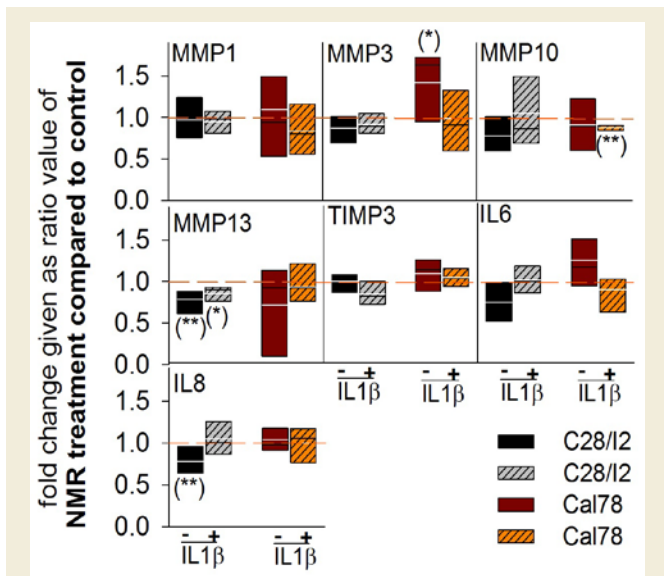 fold change given as ratio value of
NMR treatment compared to control
MMP1 MMP3 (*) MMP10
1.5
1.0
0.5
0.0
(**)
MMP13 TIMP3 IL6
1.5
1.0
0.5
0.0
(**) (*)
- + - + - + - +
IL1β IL1β IL1β IL1β
IL8
1.5
1.0
0.5
0.0
(**)
- + - +
IL1β IL1β
C28/I2
C28/I2
Cal78
Cal78